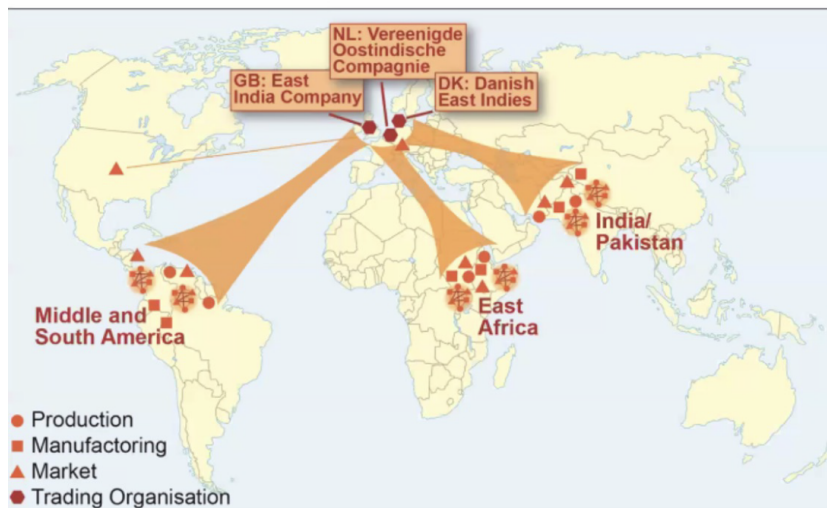 NL: Vereenigde
Oostindische
Compagnie
GB: East
India Company
DK: Danish
East Indies
India/
Pakistan
East
Africa
Middle and
South America
Production
Manufactoring
Market
Trading Organisation